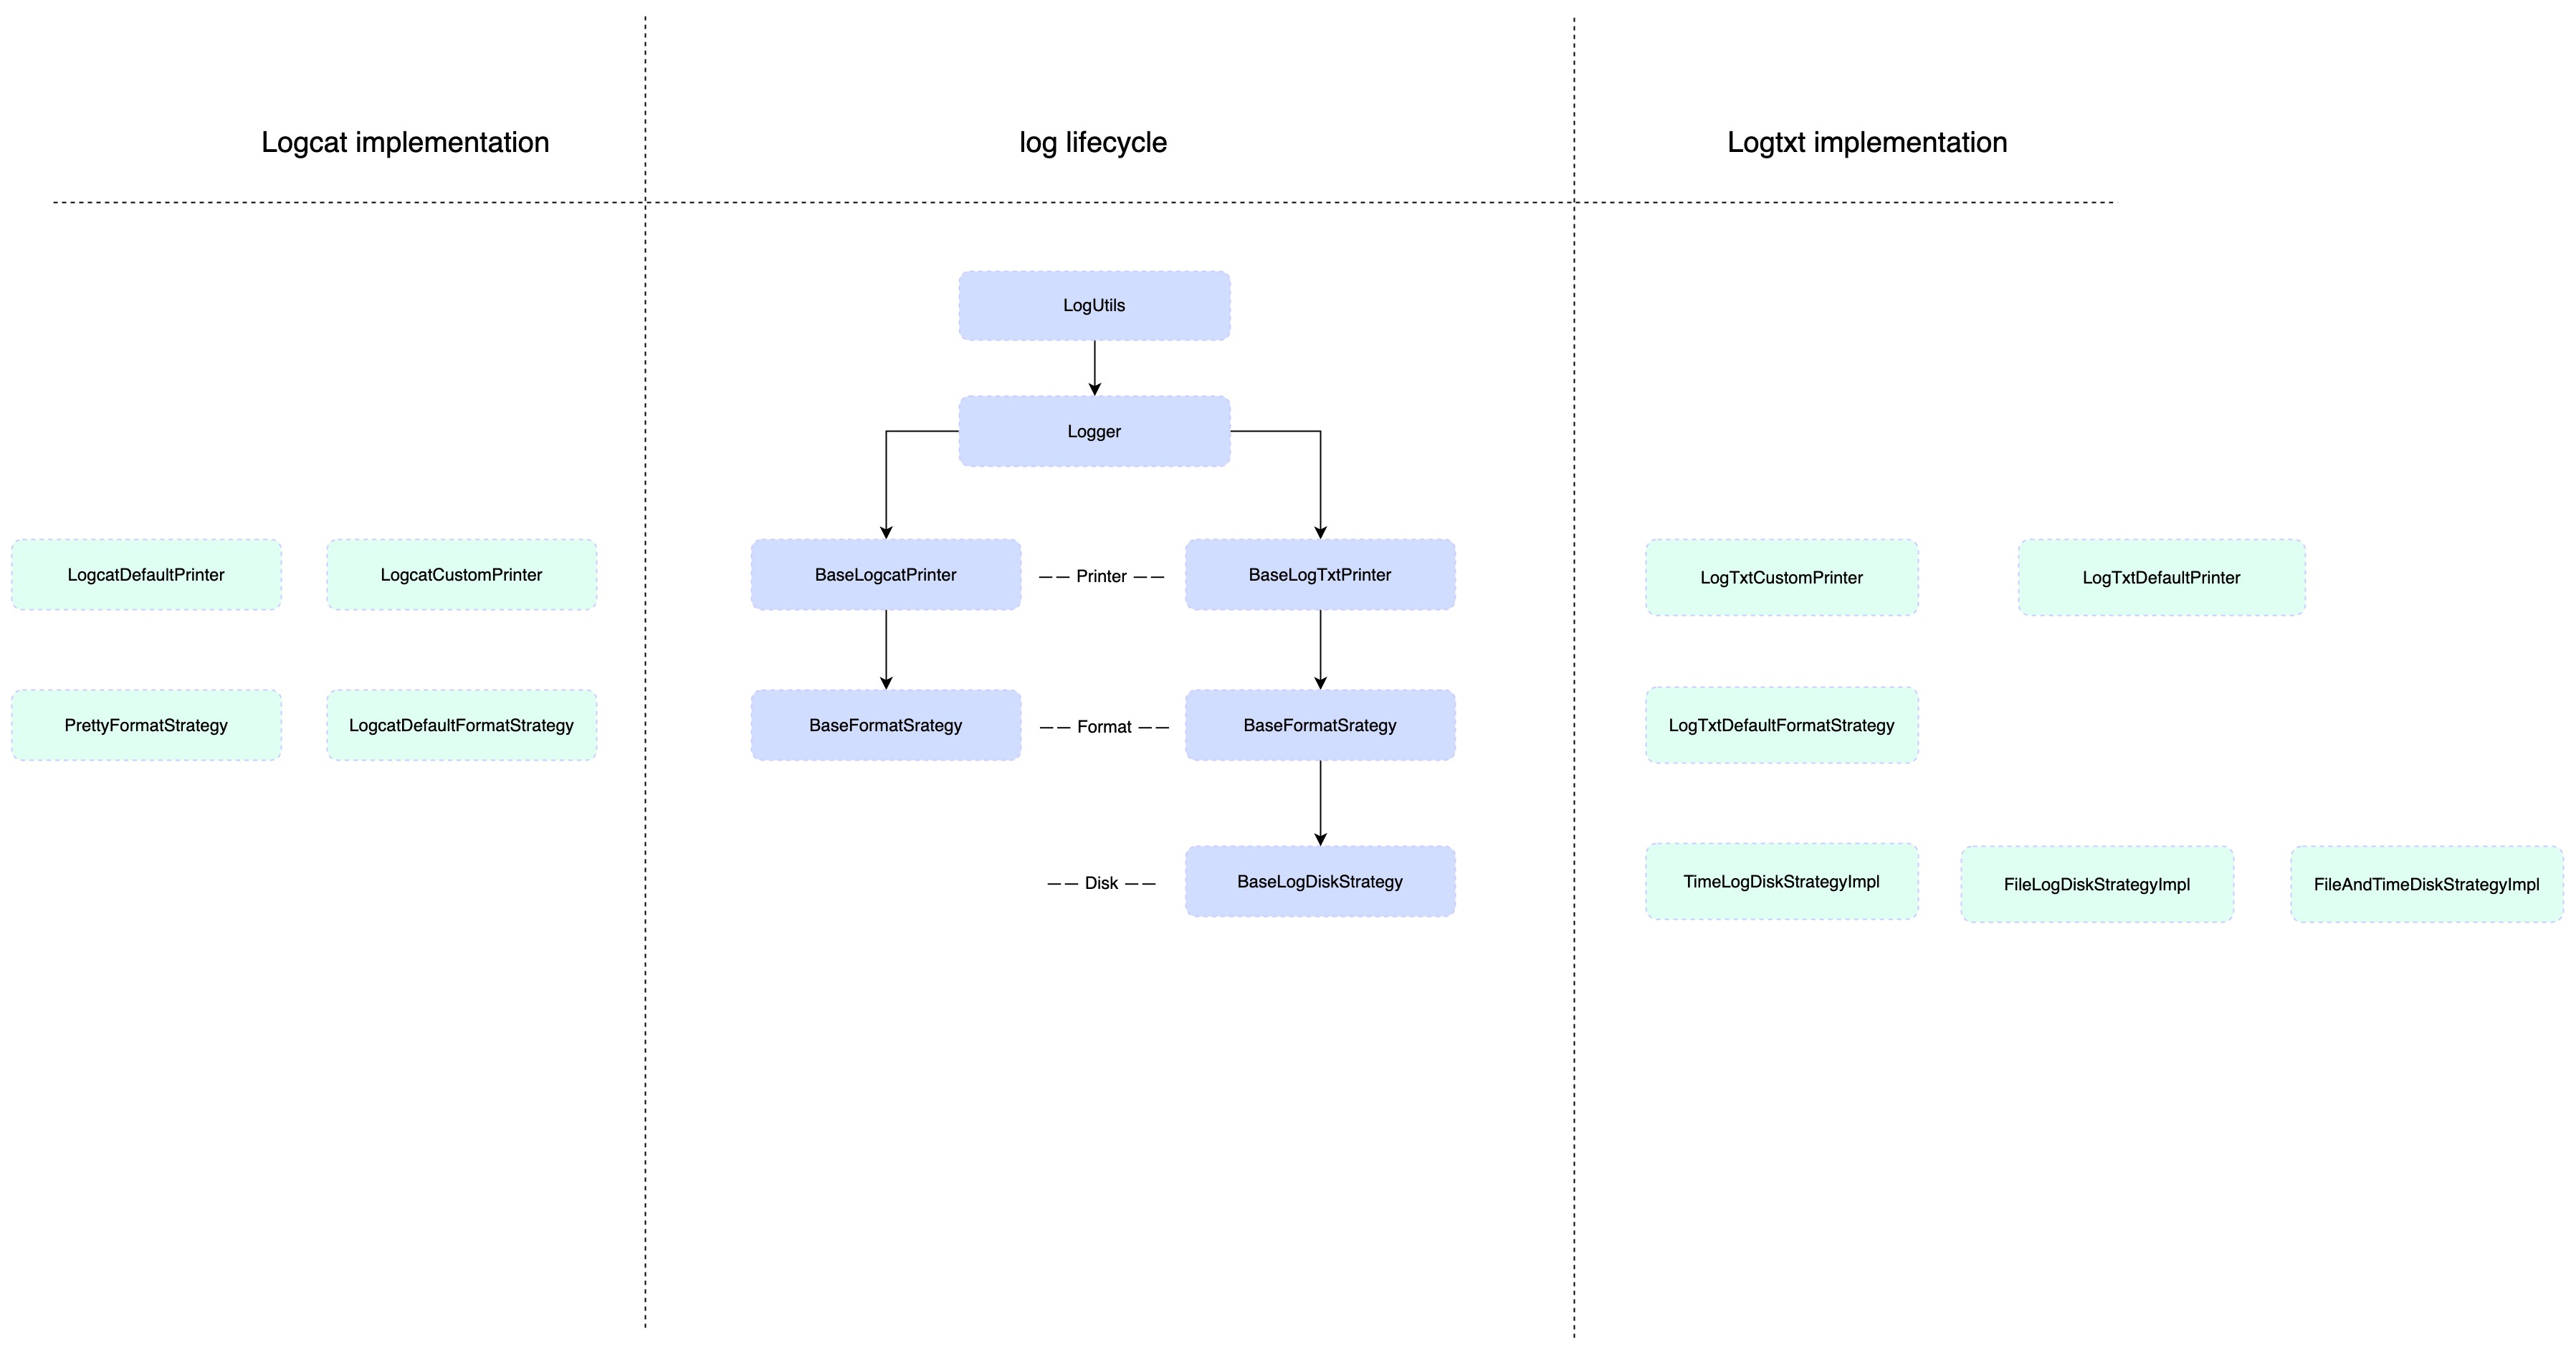 Logcat implementation
log lifecycle
Logtxt implementation
LogUtils
Logger
LogcatDefaultPrinter
LogcatCustomPrinter
BaseLogcatPrinter
—— Printer ——
BaseLogTxtPrinter
LogTxtCustomPrinter
LogTxtDefaultPrinter
PrettyFormatStrategy
LogcatDefaultFormatStrategy
BaseFormatSrategy
—— Format ——
BaseFormatSrategy
LogTxtDefaultFormatStrategy
—— Disk ——
BaseLogDiskStrategy
TimeLogDiskStrategyImpl
FileLogDiskStrategyImpl
FileAndTimeDiskStrategyImpl